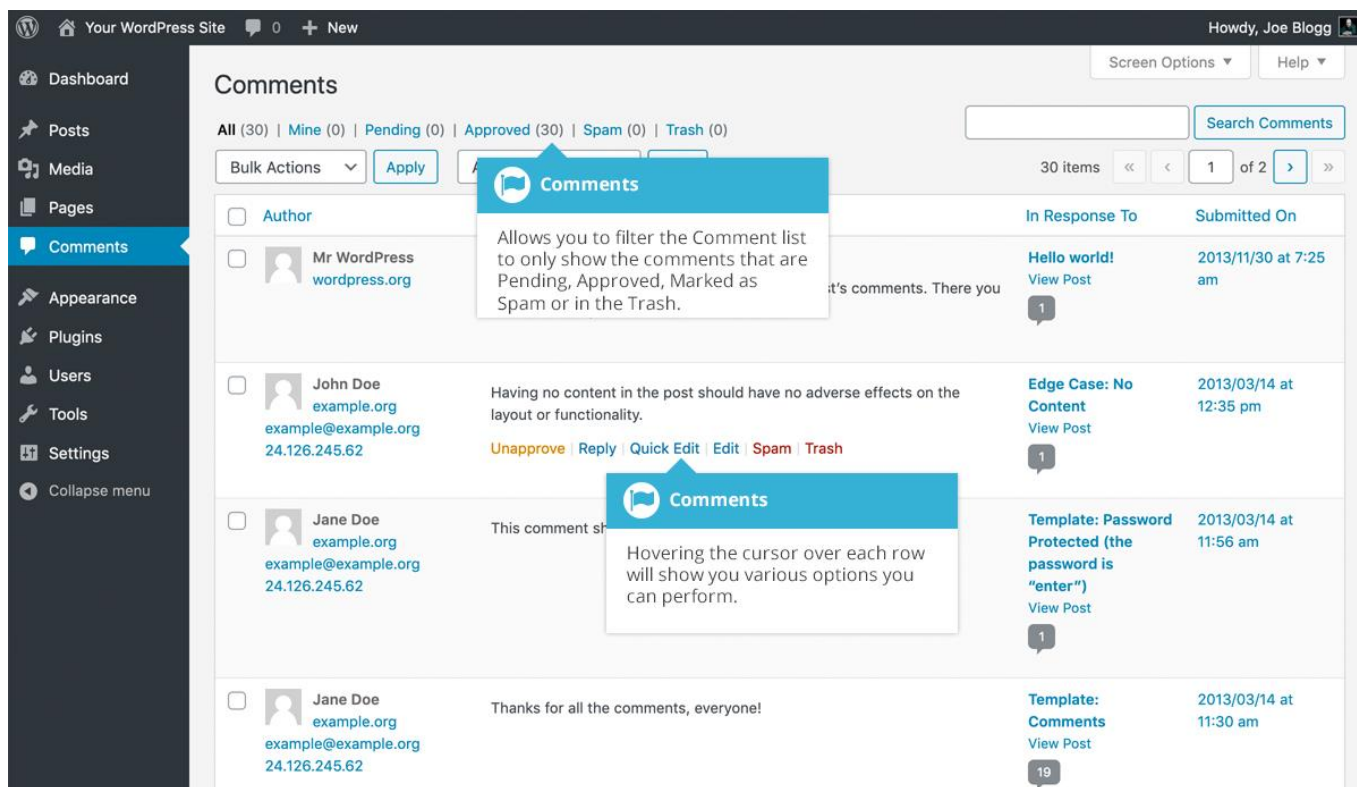 Your WordPress Site 0 + New Howdy, Joe Blogg
Screen Options ▼ Help ▼
Dashboard
Posts
Media
Pages
Comments
Appearance
Plugins
Users
Tools
Settings
Collapse menu
Comments
All (30) | Mine (0) | Pending (0) | Approved (30) | Spam (0) | Trash (0)
Search Comments
Bulk Actions Apply
30 items « ‹ 1 of 2 › »
Comments
Allows you to filter the Comment list
to only show the comments that are
Pending, Approved, Marked as
Spam or in the Trash.
Author In Response To Submitted On
Mr WordPress
wordpress.org
comments. There you
Hello world!
View Post
1
2013/11/30 at 7:25
am
John Doe
example.org
example@example.org
24.126.245.62
Having no content in the post should have no adverse effects on the
layout or functionality.
Unapprove | Reply | Quick Edit | Edit | Spam | Trash
Edge Case: No
Content
View Post
1
2013/03/14 at
12:35 pm
Comments
Hovering the cursor over each row
will show you various options you
can perform.
Jane Doe
example.org
example@example.org
24.126.245.62
This comment
Template: Password
Protected (the
password is
“enter”)
View Post
1
2013/03/14 at
11:56 am
Jane Doe
example.org
example@example.org
24.126.245.62
Thanks for all the comments, everyone!
Template:
Comments
View Post
19
2013/03/14 at
11:30 am